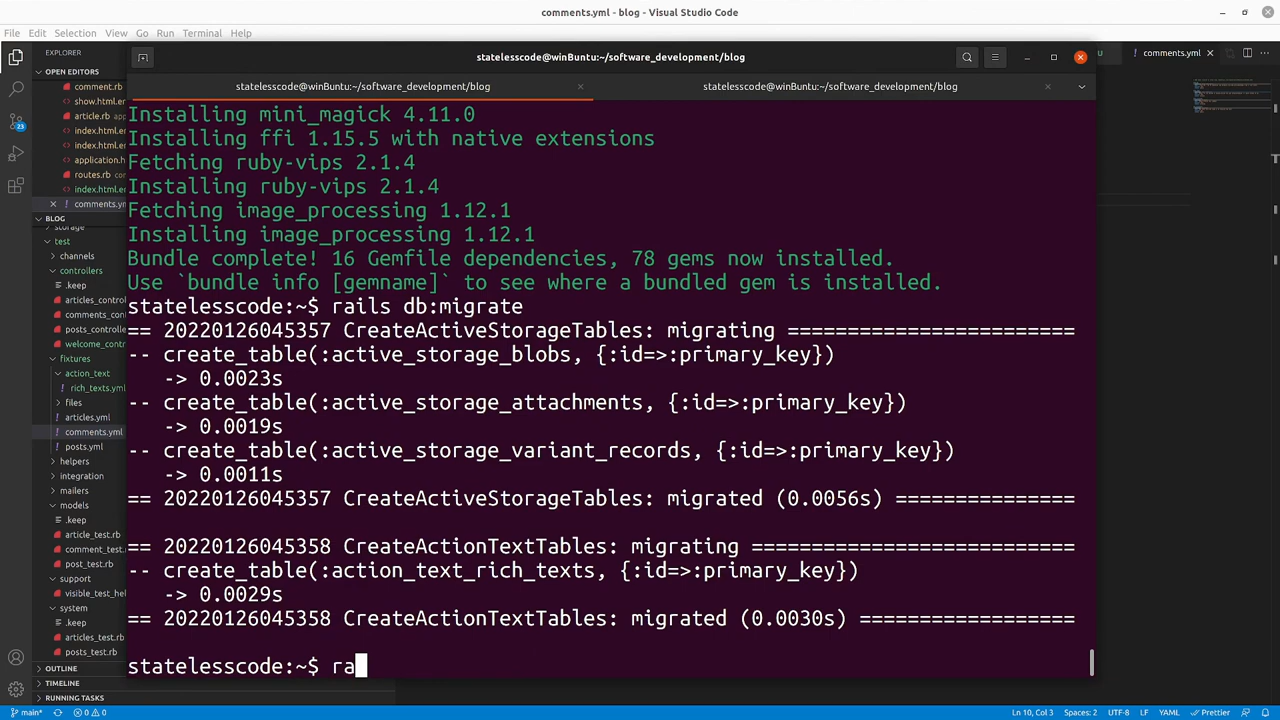 comments.yml - blog - Visual Studio Code
File Edit Selection View Go Run Terminal Help
EXPLORER
OPEN EDITORS
comment.rb
show.html.e
article.rb
index.html.e
index.html.e
application.h
routes.rb
index.html.e
comments.ym
BLOG
storage
test
channels
controllers
.keep
articles_contro
comments_con
posts_controlle
welcome_contr
fixtures
action_text
rich_texts.yml
files
articles.yml
comments.yml
posts.yml
helpers
integration
mailers
models
.keep
article_test.rb
comment_test.
post_test.rb
support
visible_test_hel
system
.keep
articles_test.rb
posts_test.rb
OUTLINE
TIMELINE
RUNNING TASKS
23
statelesscode@winBuntu:~/software_development/blog
statelesscode@winBuntu:~/software_development/blog
statelesscode@winBuntu:~/software_development/blog
U
comments.yml
Installing mini_magick 4.11.0
Installing ffi 1.15.5 with native extensions
Fetching ruby-vips 2.1.4
Installing ruby-vips 2.1.4
Fetching image_processing 1.12.1
Installing image_processing 1.12.1
Bundle complete! 16 Gemfile dependencies, 78 gems now installed.
Use `bundle info [gemname]` to see where a bundled gem is installed.
statelesscode:~$ rails db:migrate
== 20220126045357 CreateActiveStorageTables: migrating ========================
-- create_table(:active_storage_blobs, {:id=>:primary_key})
   -> 0.0023s
-- create_table(:active_storage_attachments, {:id=>:primary_key})
   -> 0.0019s
-- create_table(:active_storage_variant_records, {:id=>:primary_key})
   -> 0.0011s
== 20220126045357 CreateActiveStorageTables: migrated (0.0056s) ===============
== 20220126045358 CreateActionTextTables: migrating ===========================
-- create_table(:action_text_rich_texts, {:id=>:primary_key})
   -> 0.0029s
== 20220126045358 CreateActionTextTables: migrated (0.0030s) ==================
statelesscode:~$ ra
main* 0 0
Ln 10, Col 3 Spaces: 2 UTF-8 LF YAML Prettier